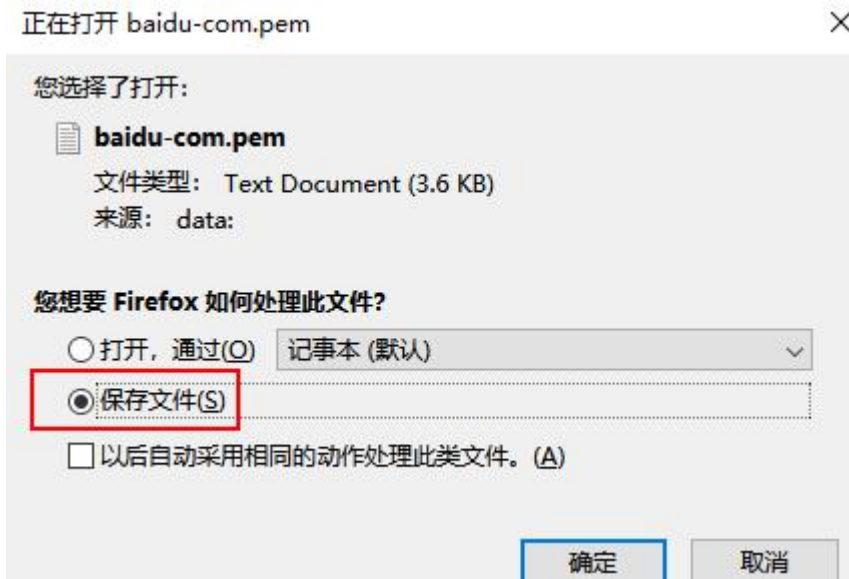 正在打开 baidu-com.pem
您选择了打开:
baidu-com.pem
文件类型: Text Document (3.6 KB)
来源: data:
您想要 Firefox 如何处理此文件?
打开，通过(O) 记事本 (默认)
保存文件(S)
以后自动采用相同的动作处理此类文件。(A)
确定 取消